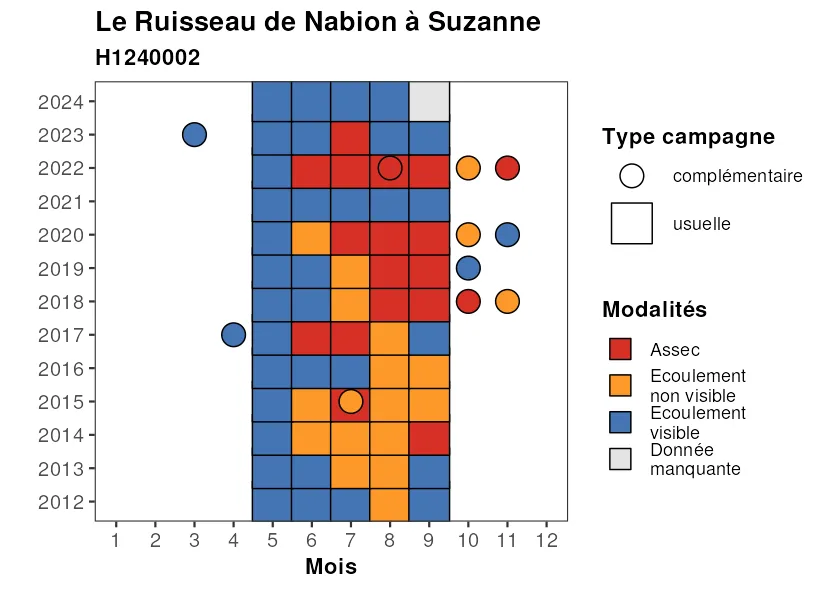 Le Ruisseau de Nabion à Suzanne
H1240002
2024
2023
2022
2021
2020
2019
2018
2017
2016
2015
2014
2013
2012
1 2 3 4 5 6 7 8 9 10 11 12
Mois
Type campagne
complémentaire
usuelle
Modalités
Assec
Ecoulement
non visible
Ecoulement
visible
Donnée
manquante